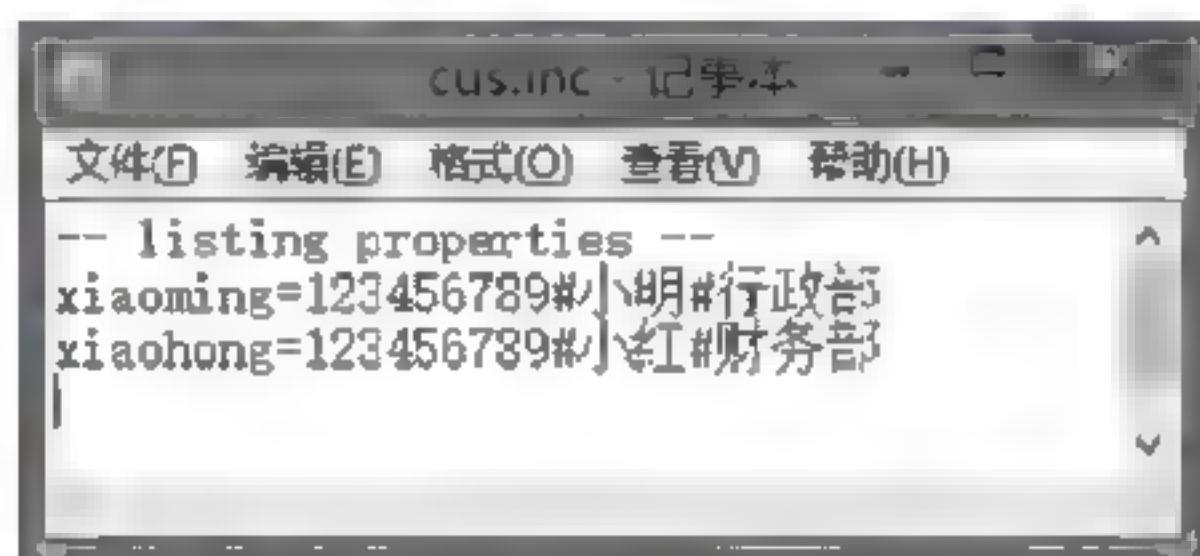 cus.inc - 记事本
文件(F) 编辑(E) 格式(O) 查看(V) 帮助(H)
-- listing properties --
xiaoming=123456789#小明#行政部
xiaohong=123456789#小红#财务部